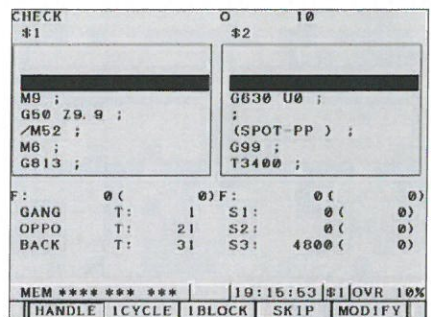 CHECK O 10
$1 $2
M9 ; G630 U0 ;
G50 Z9.9 ; ;
/M52 ; (SPOT-PP ) ;
M6 ; G99 ;
G813 ; T3400 ;
F: 0( 0) F: 0( 0)
GANG T: 1 S1: 0( 0)
OPPO T: 21 S2: 0( 0)
BACK T: 31 S3: 4800( 0)
MEM **** *** *** 19:15:53 $1 OVR 10%
HANDLE 1CYCLE 1BLOCK SKIP MODIFY